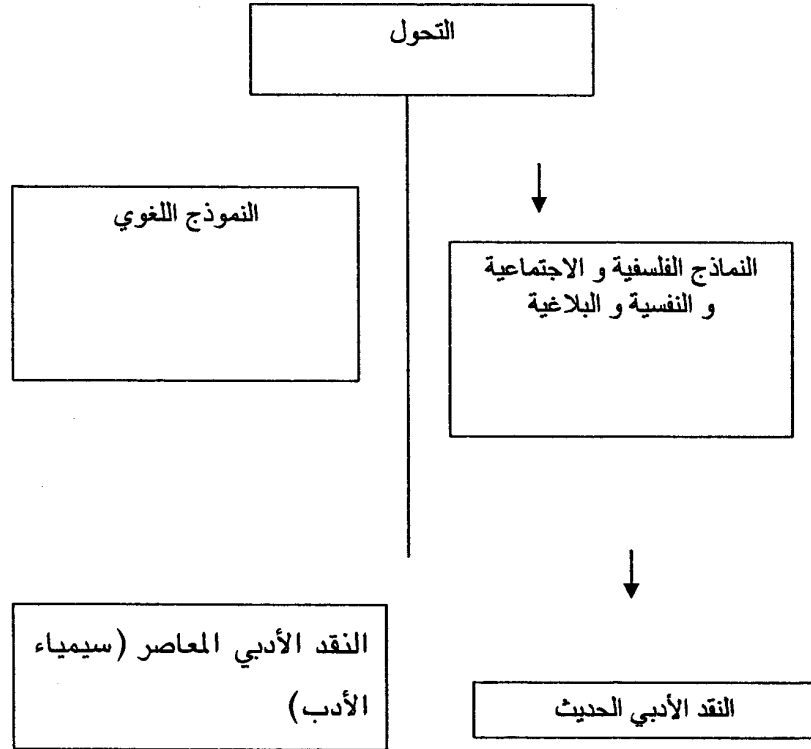 التحول
النماذج الفلسفية و الاجتماعية
و النفسية و البلاغية
النموذج اللغوي
النقد الأدبي الحديث
النقد الأدبي المعاصر (سيمياء
الأدب)